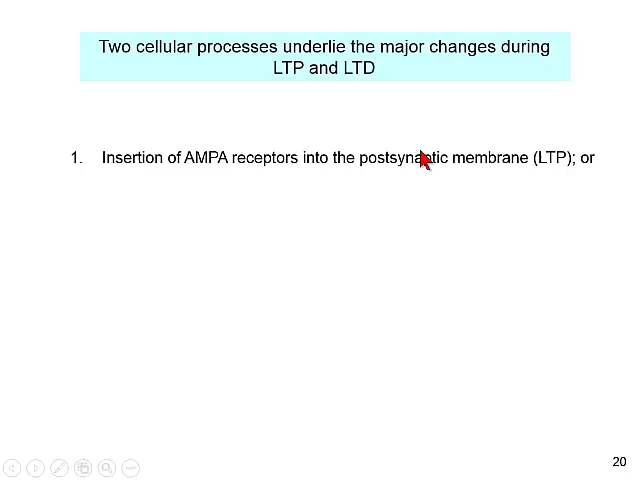 Two cellular processes underlie the major changes during
LTP and LTD
1. Insertion of AMPA receptors into the postsynaptic membrane (LTP); or
20